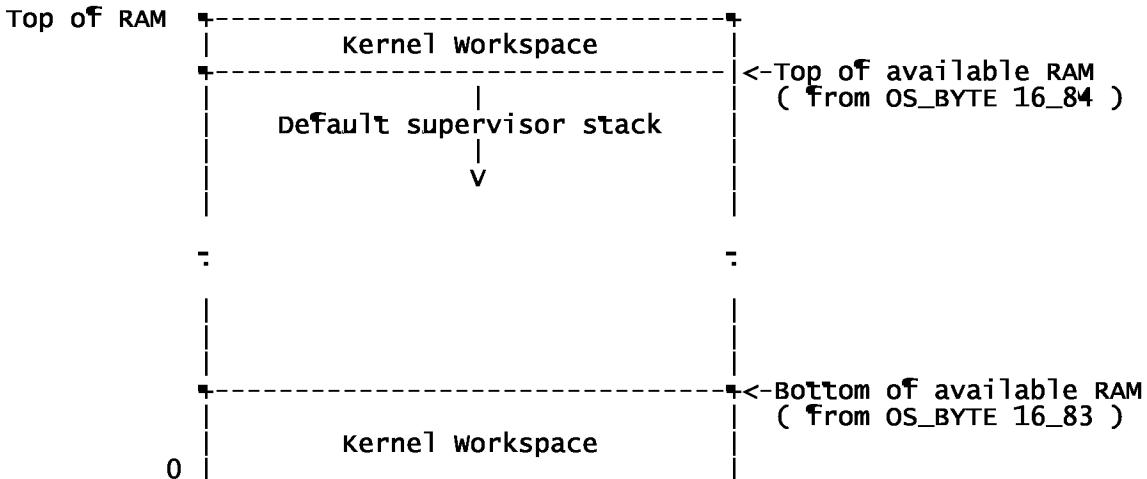 Top of RAM
Kernel Workspace
<-Top of available RAM
( from OS_BYTE 16_84 )
Default supervisor stack
V
<-Bottom of available RAM
( from OS_BYTE 16_83 )
Kernel Workspace
0